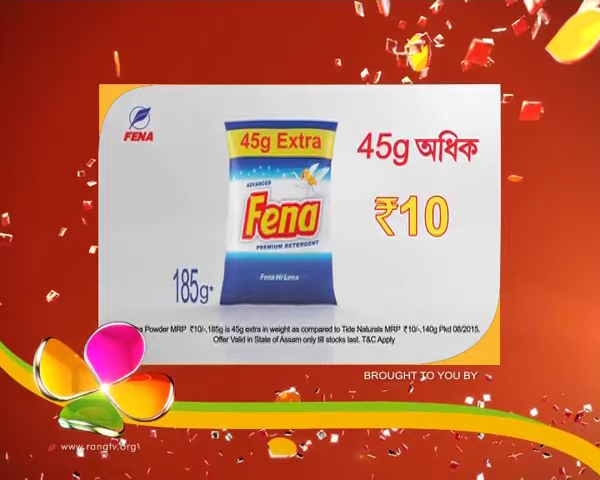 FENA
45g Extra
ADVANCED
Fena
PREMIUM DETERGENT
Fena Hi Lena
45g অধিক
₹10
185g*
Powder MRP ₹10/-,185g is 45g extra in weight as compared to Tide Naturals MRP ₹10/-,140g Pkd 08/2015.
Offer Valid in State of Assam only till stocks last. T&C Apply
BROUGHT TO YOU BY
www.rangtv.org